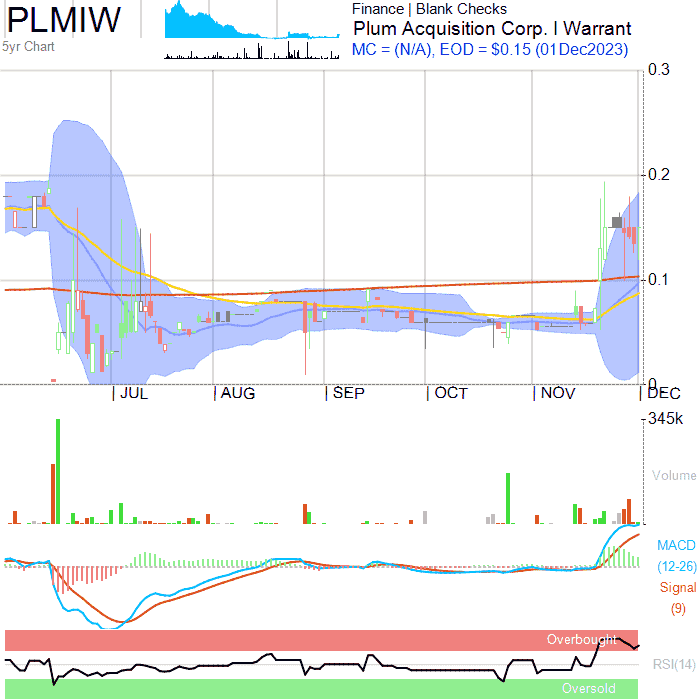 PLMIW
5yr Chart
Finance | Blank Checks
Plum Acquisition Corp. I Warrant
MC = (N/A), EOD = $0.15 (01Dec2023)
0.3
0.2
0.1
0
JUL
AUG
SEP
OCT
NOV
DEC
345k
Volume
MACD
(12-26)
Signal
(9)
Overbought
RSI(14)
Oversold